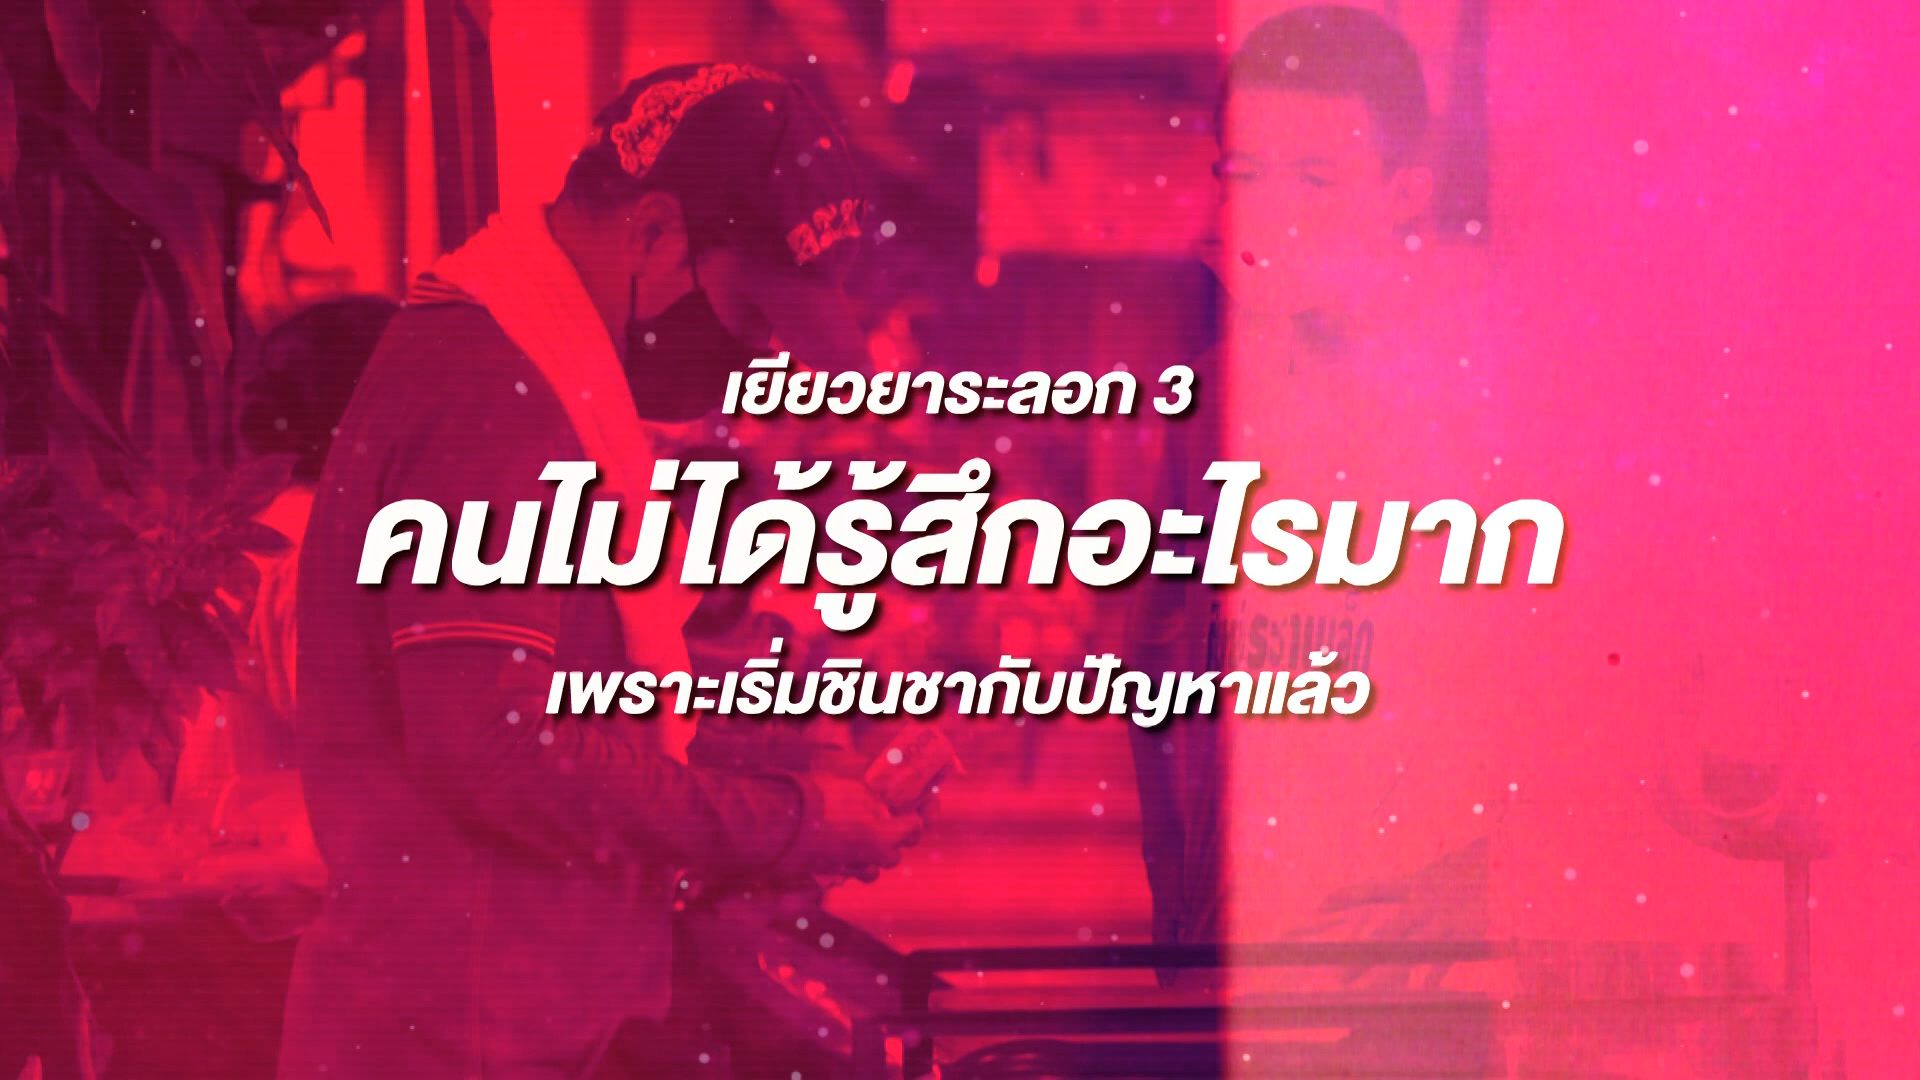 เยียวยาระลอก 3
คนไม่ได้รู้สึกอะไรมาก
เพราะเริ่มชินชากับปัญหาแล้ว